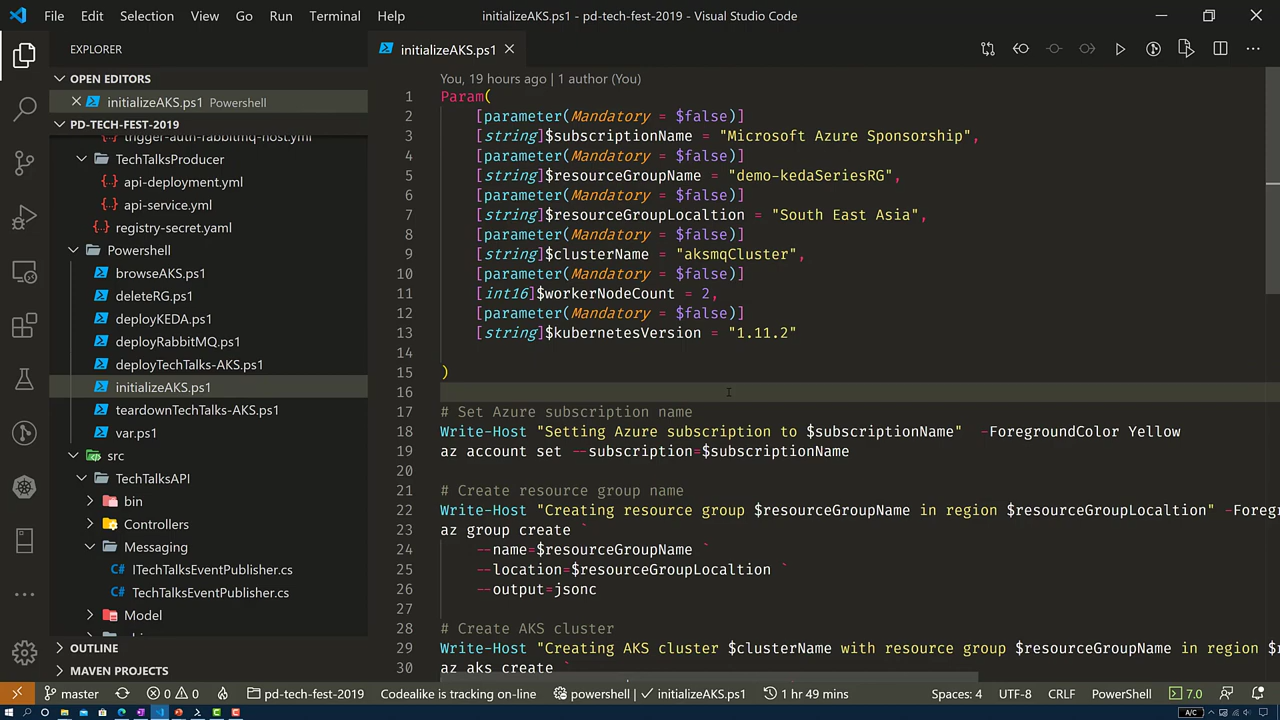 File Edit Selection View Go Run Terminal Help initializeAKS.ps1 - pd-tech-fest-2019 - Visual Studio Code
EXPLORER
OPEN EDITORS
initializeAKS.ps1 Powershell
PD-TECH-FEST-2019
trigger-auth-rabbitmq-host.yml
TechTalksProducer
api-deployment.yml
api-service.yml
registry-secret.yaml
Powershell
browseAKS.ps1
deleteRG.ps1
deployKEDA.ps1
deployRabbitMQ.ps1
deployTechTalks-AKS.ps1
initializeAKS.ps1
teardownTechTalks-AKS.ps1
var.ps1
src
TechTalksAPI
bin
Controllers
Messaging
ITechTalksEventPublisher.cs
TechTalksEventPublisher.cs
Model
OUTLINE
MAVEN PROJECTS
initializeAKS.ps1
You, 19 hours ago | 1 author (You)
1 Param(
2 [parameter(Mandatory = $false)]
3 [string]$subscriptionName = "Microsoft Azure Sponsorship",
4 [parameter(Mandatory = $false)]
5 [string]$resourceGroupName = "demo-kedaSeriesRG",
6 [parameter(Mandatory = $false)]
7 [string]$resourceGroupLocaltion = "South East Asia",
8 [parameter(Mandatory = $false)]
9 [string]$clusterName = "aksmqCluster",
10 [parameter(Mandatory = $false)]
11 [int16]$workerNodeCount = 2,
12 [parameter(Mandatory = $false)]
13 [string]$kubernetesVersion = "1.11.2"
14
15 )
16
17 # Set Azure subscription name
18 Write-Host "Setting Azure subscription to $subscriptionName" -ForegroundColor Yellow
19 az account set --subscription=$subscriptionName
20
21 # Create resource group name
22 Write-Host "Creating resource group $resourceGroupName in region $resourceGroupLocaltion" -Foreg
23 az group create `
24 --name=$resourceGroupName `
25 --location=$resourceGroupLocaltion `
26 --output=jsonc
27
28 # Create AKS cluster
29 Write-Host "Creating AKS cluster $clusterName with resource group $resourceGroupName in region $
30 az aks create `
master 0 0 pd-tech-fest-2019 Codealike is tracking on-line powershell | initializeAKS.ps1 1 hr 49 mins Spaces: 4 UTF-8 CRLF PowerShell 7.0
A/C